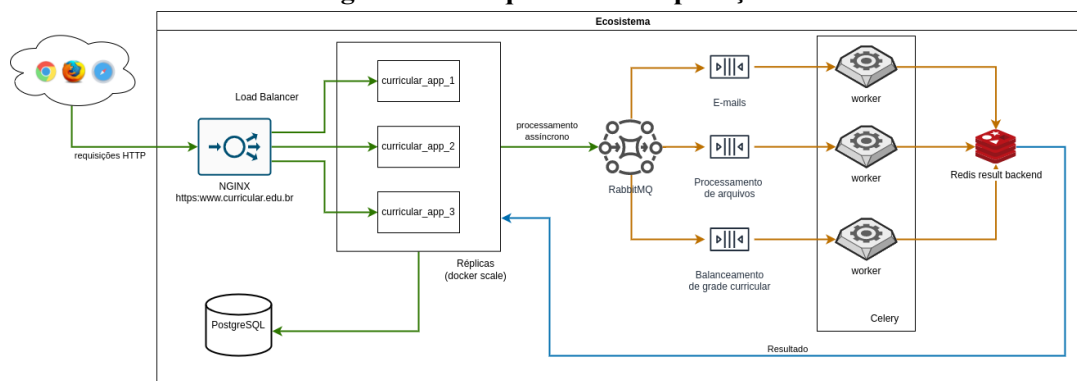 Ecosistema
curricular_app_1
Load Balancer
E-mails
worker
processamento
assíncrono
requisições HTTP
curricular_app_2
NGINX
https:www.curricular.edu.br
RabbitMQ
Processamento
de arquivos
worker
Redis result backend
curricular_app_3
Réplicas
(docker scale)
Balanceamento
de grade curricular
worker
PostgreSQL
Celery
Resultado